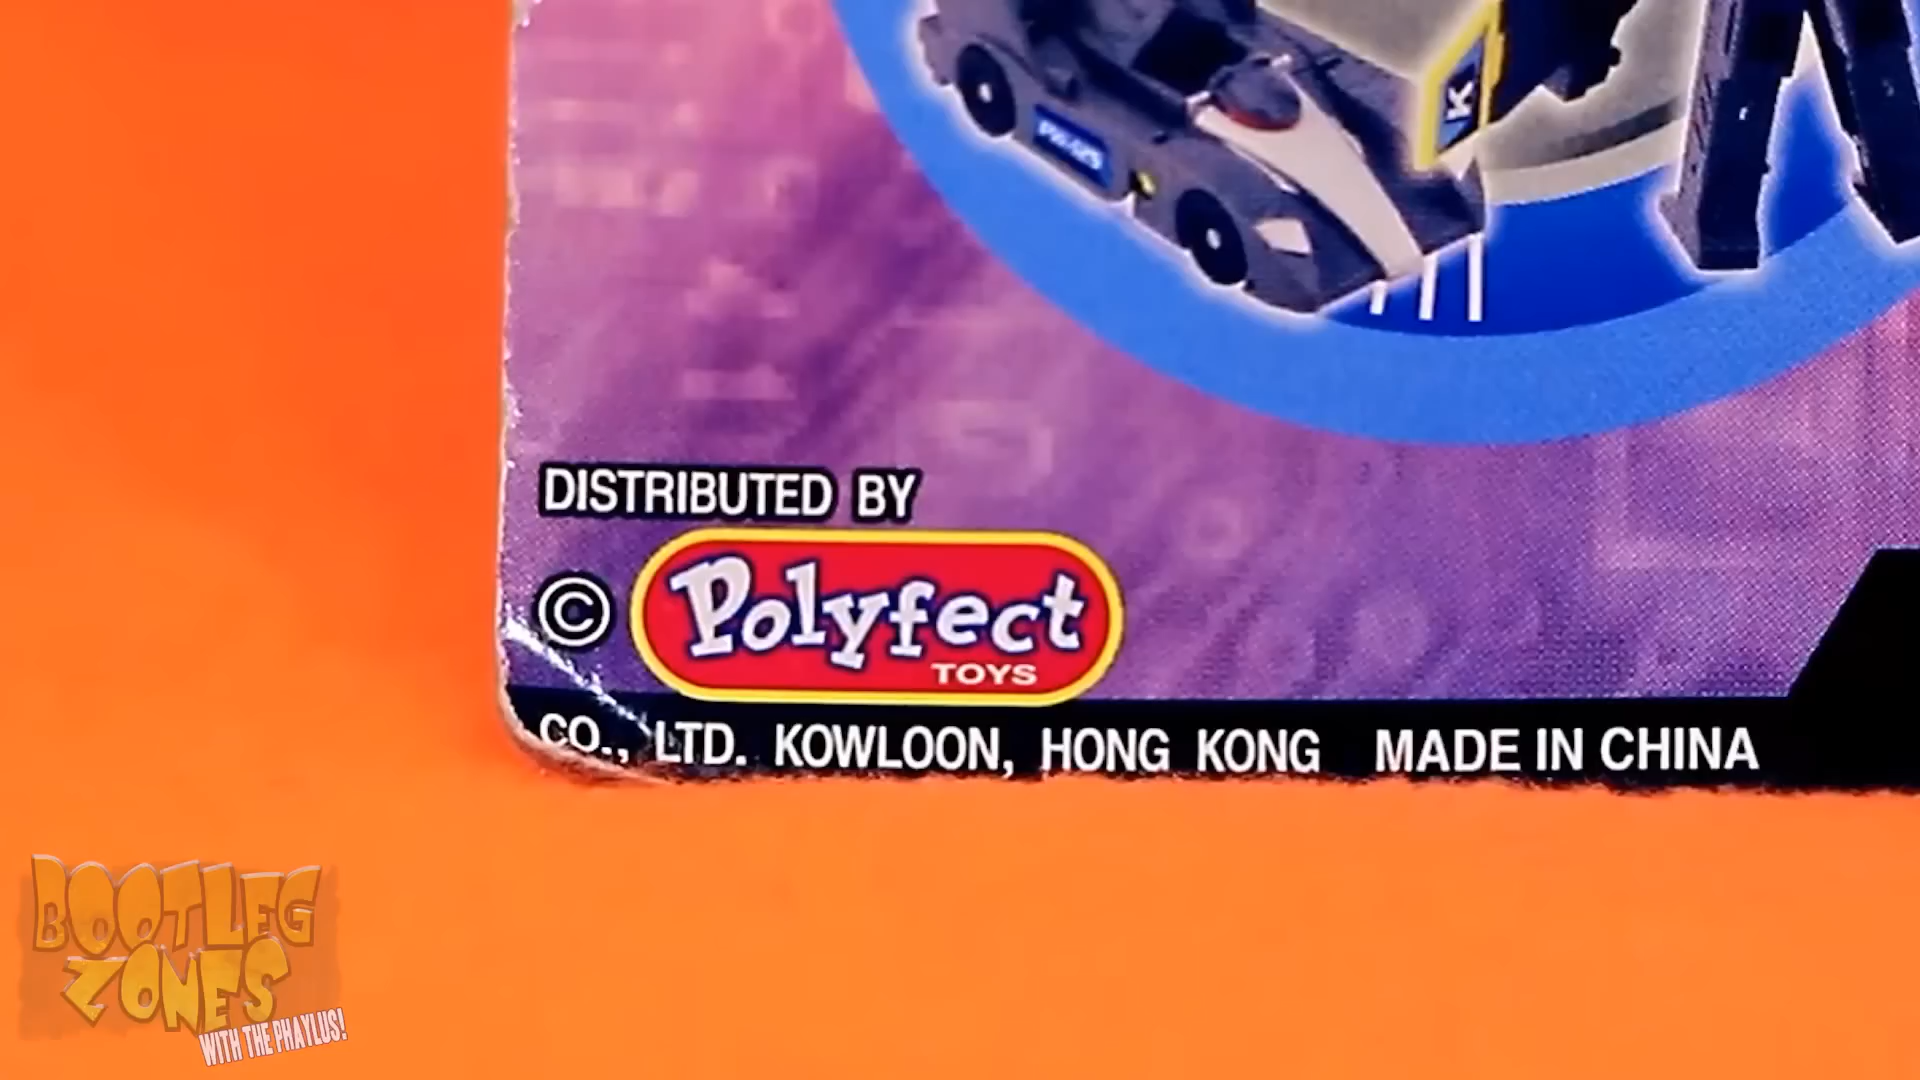 K
DISTRIBUTED BY
© Polyfect
TOYS
CO., LTD. KOWLOON, HONG KONG MADE IN CHINA
BOOTLEG
ZONES
WITH THE PHAYLUS!